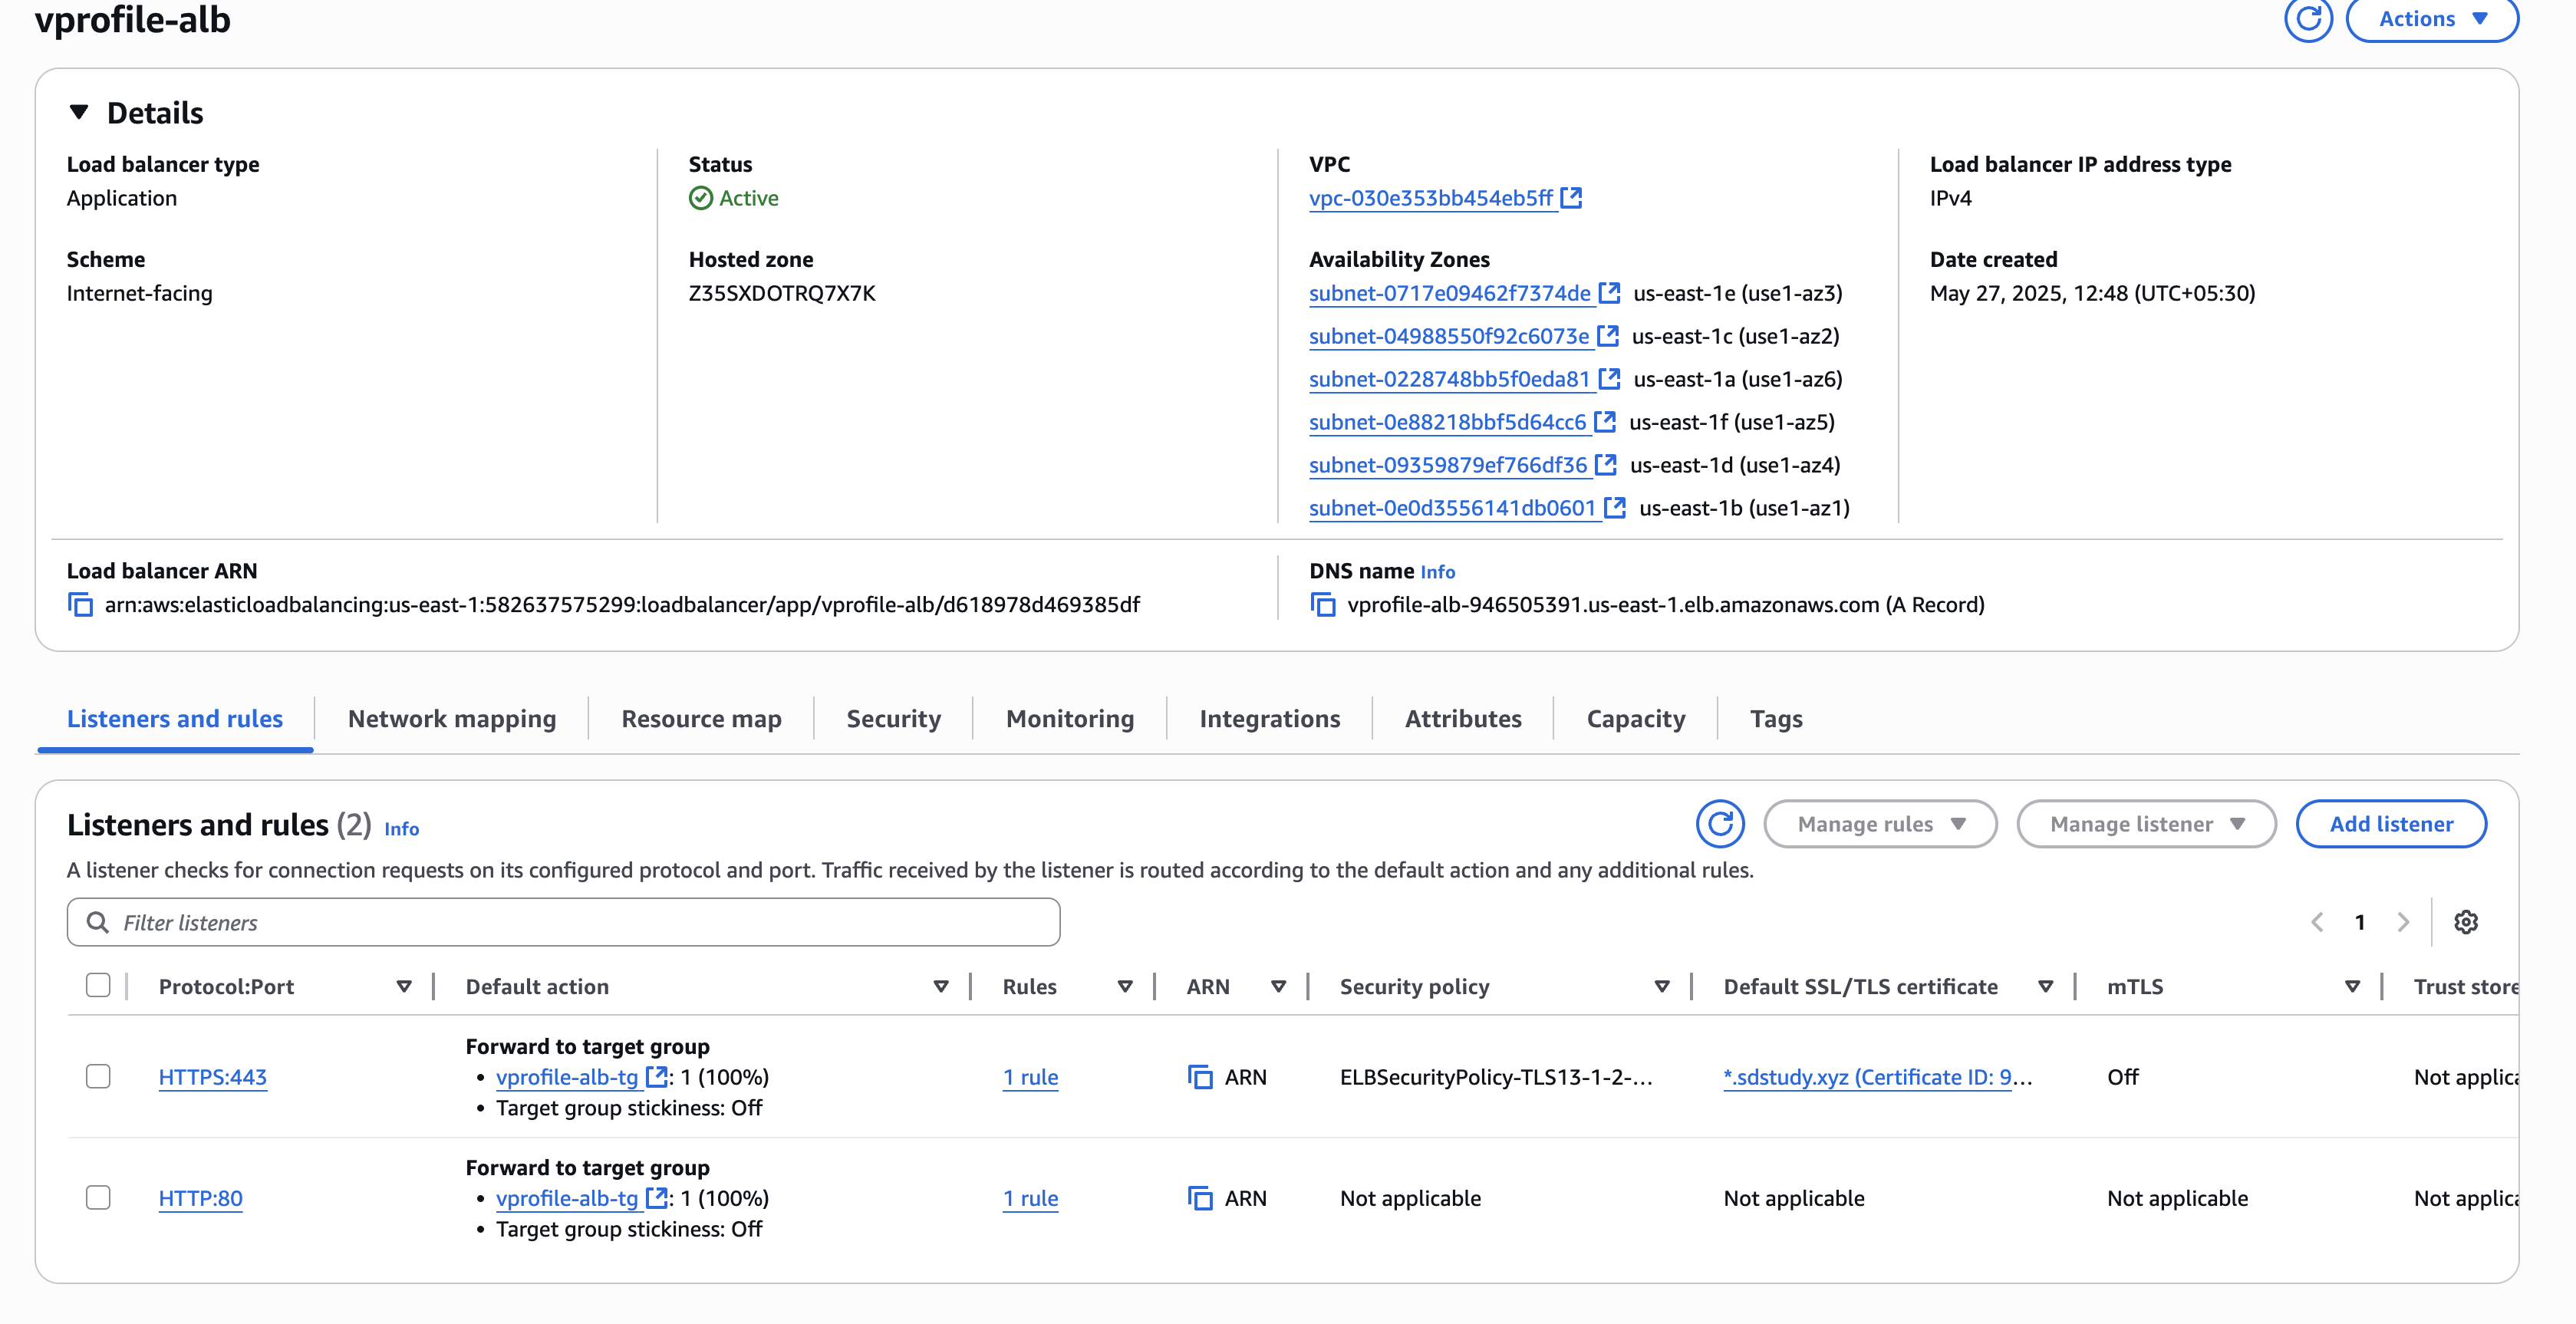 vprofile-alb
Actions
Details
Load balancer type
Application
Status
Active
VPC
vpc-030e353bb454eb5ff
Load balancer IP address type
IPv4
Scheme
Internet-facing
Hosted zone
Z35SXDOTRQ7X7K
Availability Zones
subnet-0717e09462f7374de us-east-1e (use1-az3)
subnet-04988550f92c6073e us-east-1c (use1-az2)
subnet-0228748bb5f0eda81 us-east-1a (use1-az6)
subnet-0e88218bbf5d64cc6 us-east-1f (use1-az5)
subnet-09359879ef766df36 us-east-1d (use1-az4)
subnet-0e0d3556141db0601 us-east-1b (use1-az1)
Date created
May 27, 2025, 12:48 (UTC+05:30)
Load balancer ARN
arn:aws:elasticloadbalancing:us-east-1:582637575299:loadbalancer/app/vprofile-alb/d618978d469385df
DNS name Info
vprofile-alb-946505391.us-east-1.elb.amazonaws.com (A Record)
Listeners and rules Network mapping Resource map Security Monitoring Integrations Attributes Capacity Tags
Listeners and rules (2) Info
Manage rules Manage listener Add listener
A listener checks for connection requests on its configured protocol and port. Traffic received by the listener is routed according to the default action and any additional rules.
Filter listeners
1
Protocol:Port Default action Rules ARN Security policy Default SSL/TLS certificate mTLS Trust store
HTTPS:443
Forward to target group
• vprofile-alb-tg : 1 (100%)
• Target group stickiness: Off
1 rule
ARN
ELBSecurityPolicy-TLS13-1-2-...
*.sdstudy.xyz (Certificate ID: 9...
Off
Not applica
HTTP:80
Forward to target group
• vprofile-alb-tg : 1 (100%)
• Target group stickiness: Off
1 rule
ARN
Not applicable
Not applicable
Not applicable
Not applica